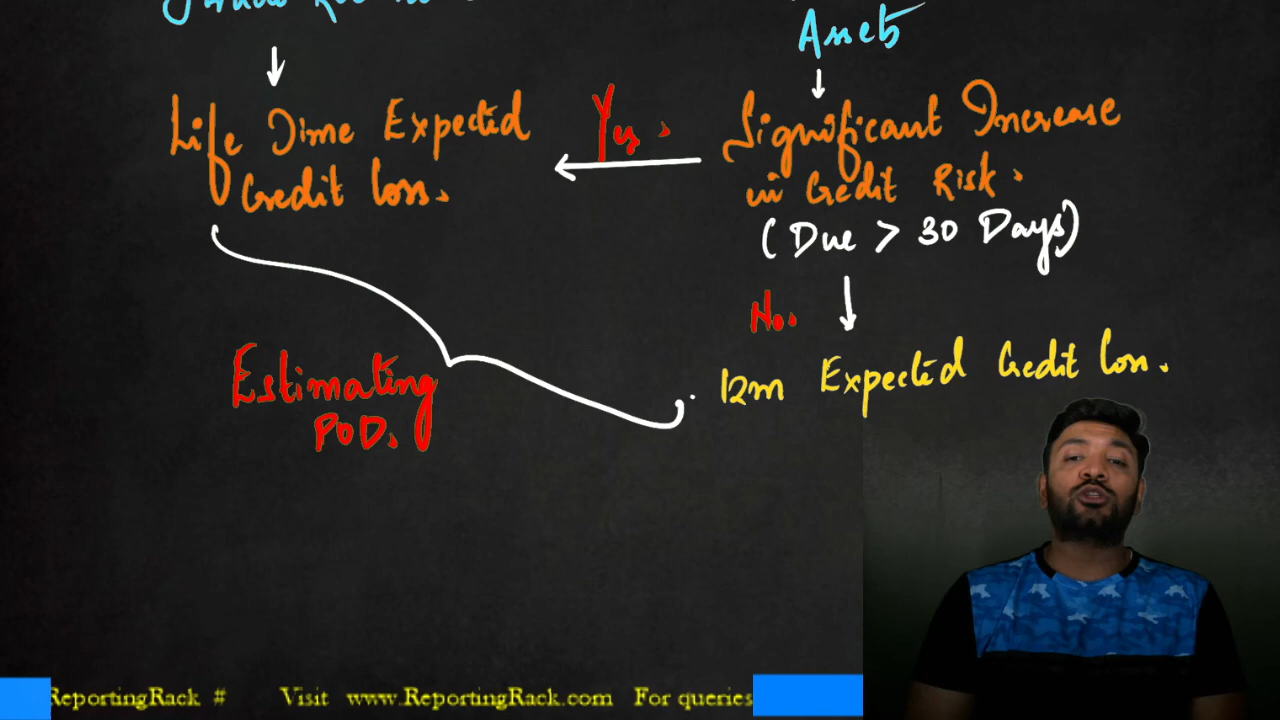 Assets
Life Time Expected
Credit loss.
Yes.
Significant Increase
in Credit Risk.
(Due > 30 Days)
No.
12m Expected Credit loss.
Estimating
POD.
ReportingRack # Visit www.ReportingRack.com For queries